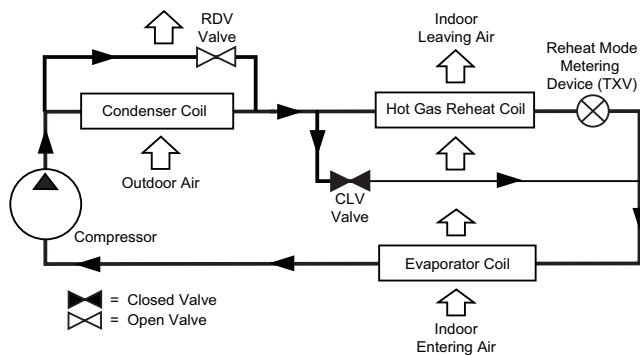 RDV
Valve
Indoor
Leaving Air
Reheat Mode
Metering
Device (TXV)
Condenser Coil
Hot Gas Reheat Coil
Outdoor Air
CLV
Valve
Compressor
Evaporator Coil
= Closed Valve
= Open Valve
Indoor
Entering Air